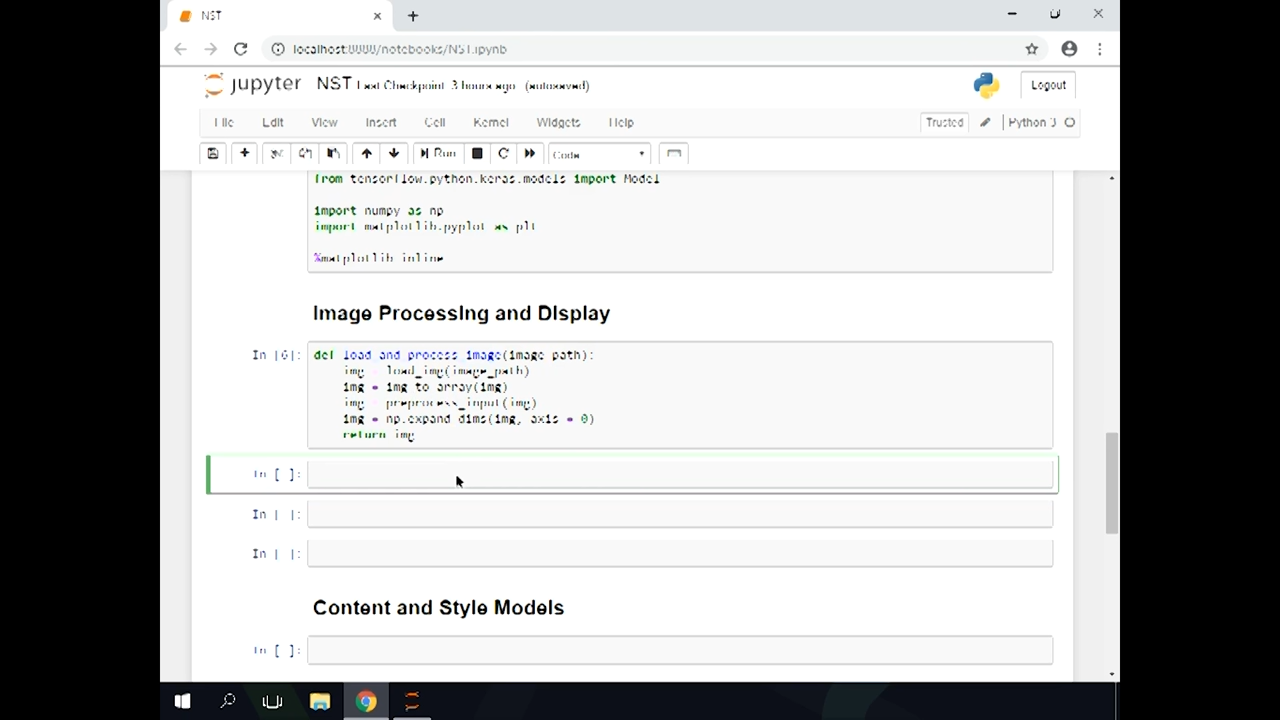 NST
localhost:8888/notebooks/NST.ipynb
jupyter NST Last Checkpoint: 3 hours ago (autosaved)
Logout
File Edit View Insert Cell Kernel Widgets Help
Trusted Python 3
Run Code
from tensorflow.python.keras.models import Model
import numpy as np
import matplotlib.pyplot as plt
%matplotlib inline
Image Processing and Display
In [6]: def load_and_process_image(image_path):
img = load_img(image_path)
img = img_to_array(img)
img = preprocess_input(img)
img = np.expand_dims(img, axis = 0)
return img
In [ ]:
In [ ]:
In [ ]:
Content and Style Models
In [ ]: